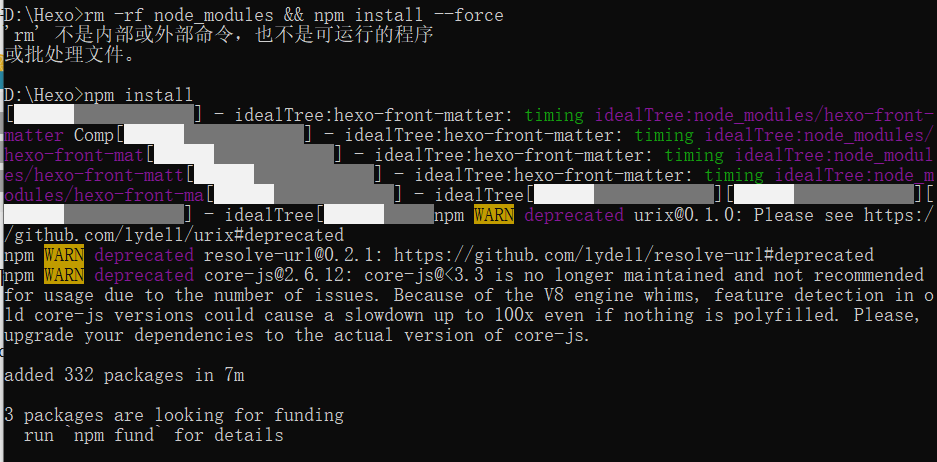 D:\Hexo>rm -rf node_modules && npm install --force
'rm' 不是内部或外部命令，也不是可运行的程序
或批处理文件。
D:\Hexo>npm install
[                  ] - idealTree:hexo-front-matter: timing idealTree:node_modules/hexo-front-
matter Comp[                  ] - idealTree:hexo-front-matter: timing idealTree:node_modules/
hexo-front-mat[                  ] - idealTree:hexo-front-matter: timing idealTree:node_modul
es/hexo-front-matt[                  ] - idealTree:hexo-front-matter: timing idealTree:node_m
odules/hexo-front-ma[                  ] - idealTree[                  ][                  ][
                  ] - idealTree[           npm WARN deprecated urix@0.1.0: Please see https:/
/github.com/lydell/urix#deprecated
npm WARN deprecated resolve-url@0.2.1: https://github.com/lydell/resolve-url#deprecated
npm WARN deprecated core-js@2.6.12: core-js@<3.3 is no longer maintained and not recommended
for usage due to the number of issues. Because of the V8 engine whims, feature detection in o
ld core-js versions could cause a slowdown up to 100x even if nothing is polyfilled. Please,
upgrade your dependencies to the actual version of core-js.
added 332 packages in 7m
3 packages are looking for funding
  run `npm fund` for details